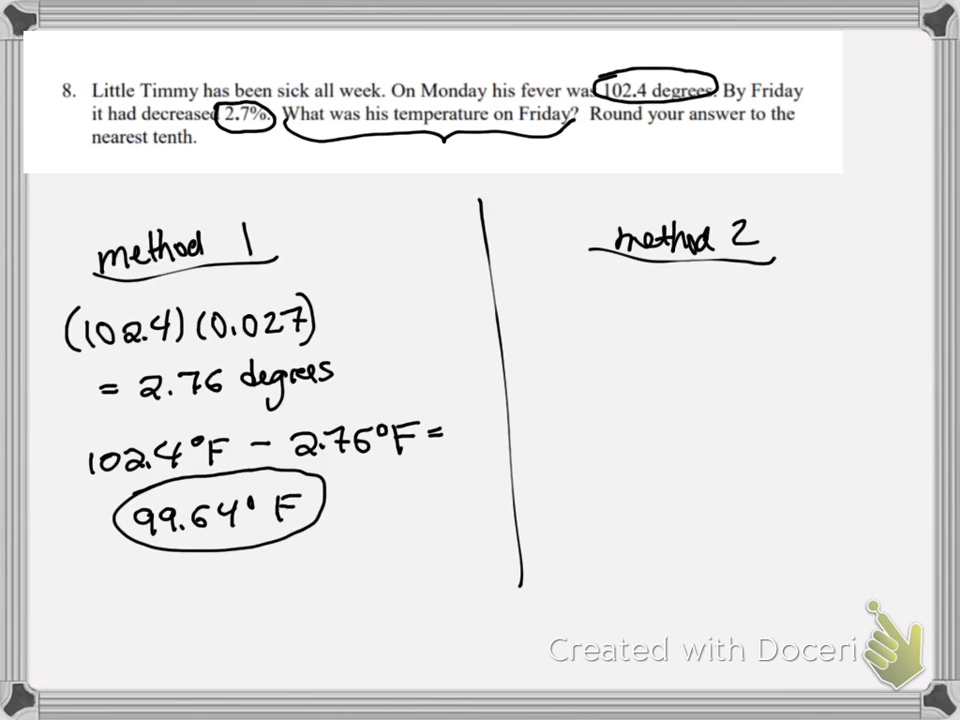 8. Little Timmy has been sick all week. On Monday his fever was 102.4 degrees. By Friday
it had decreased 2.7%. What was his temperature on Friday? Round your answer to the
nearest tenth.
method 1
(102.4)(0.027)
= 2.76 degrees
102.4°F - 2.76°F =
99.64° F
method 2
Created with Doceri